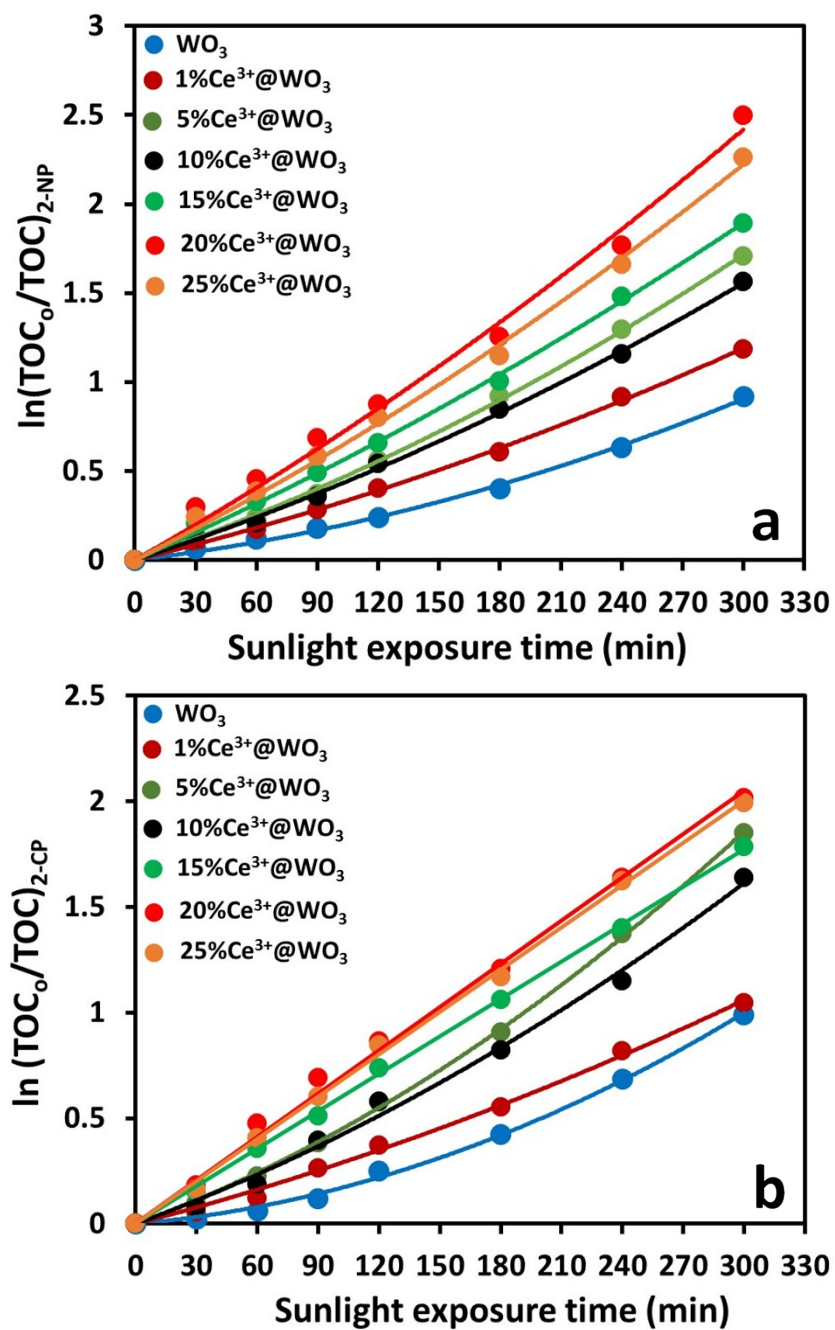 ln(TOCₒ/TOC)₂₋NP
3
2.5
2
1.5
1
0.5
0
WO₃
1%Ce³⁺@WO₃
5%Ce³⁺@WO₃
10%Ce³⁺@WO₃
15%Ce³⁺@WO₃
20%Ce³⁺@WO₃
25%Ce³⁺@WO₃
a
0 30 60 90 120 150 180 210 240 270 300 330
Sunlight exposure time (min)
ln (TOCₒ/TOC)₂₋CP
2.5
2
1.5
1
0.5
0
WO₃
1%Ce³⁺@WO₃
5%Ce³⁺@WO₃
10%Ce³⁺@WO₃
15%Ce³⁺@WO₃
20%Ce³⁺@WO₃
25%Ce³⁺@WO₃
b
0 30 60 90 120 150 180 210 240 270 300 330
Sunlight exposure time (min)